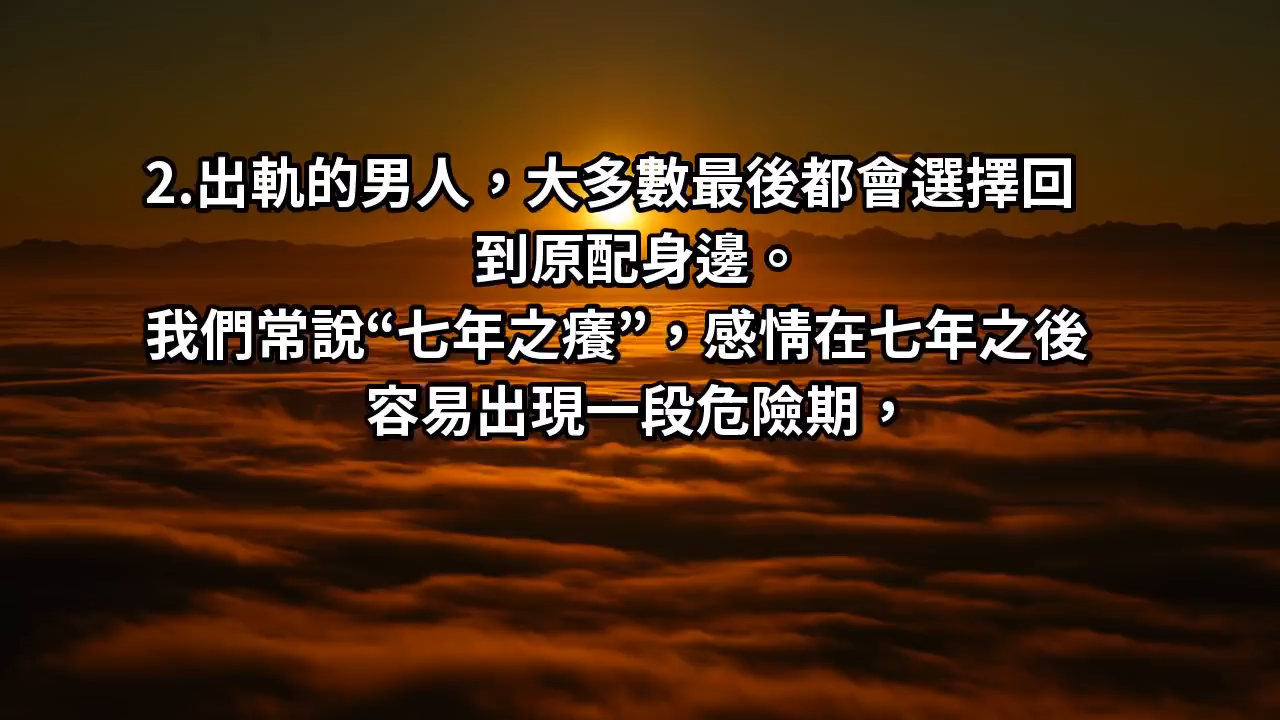 2.出軌的男人，大多數最後都會選擇回
到原配身邊。
我們常說“七年之癢”，感情在七年之後
容易出現一段危險期，